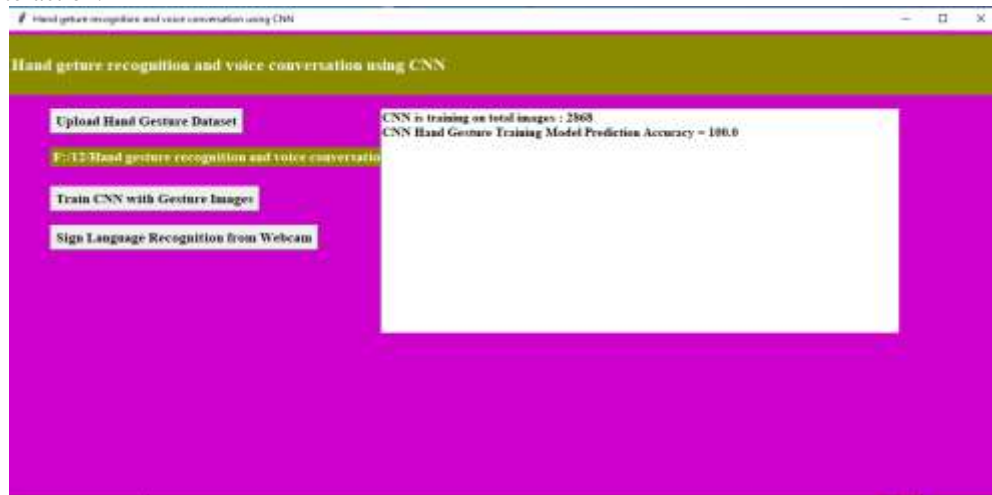 Hand geture recognition and voice conversation using CNN
Hand geture recognition and voice conversation using CNN
Upload Hand Gesture Dataset
CNN is training on total images : 2868
CNN Hand Gesture Training Model Prediction Accuracy = 100.0
F:/12/Hand gesture recognition and voice conversatio
Train CNN with Gesture Images
Sign Language Recognition from Webcam